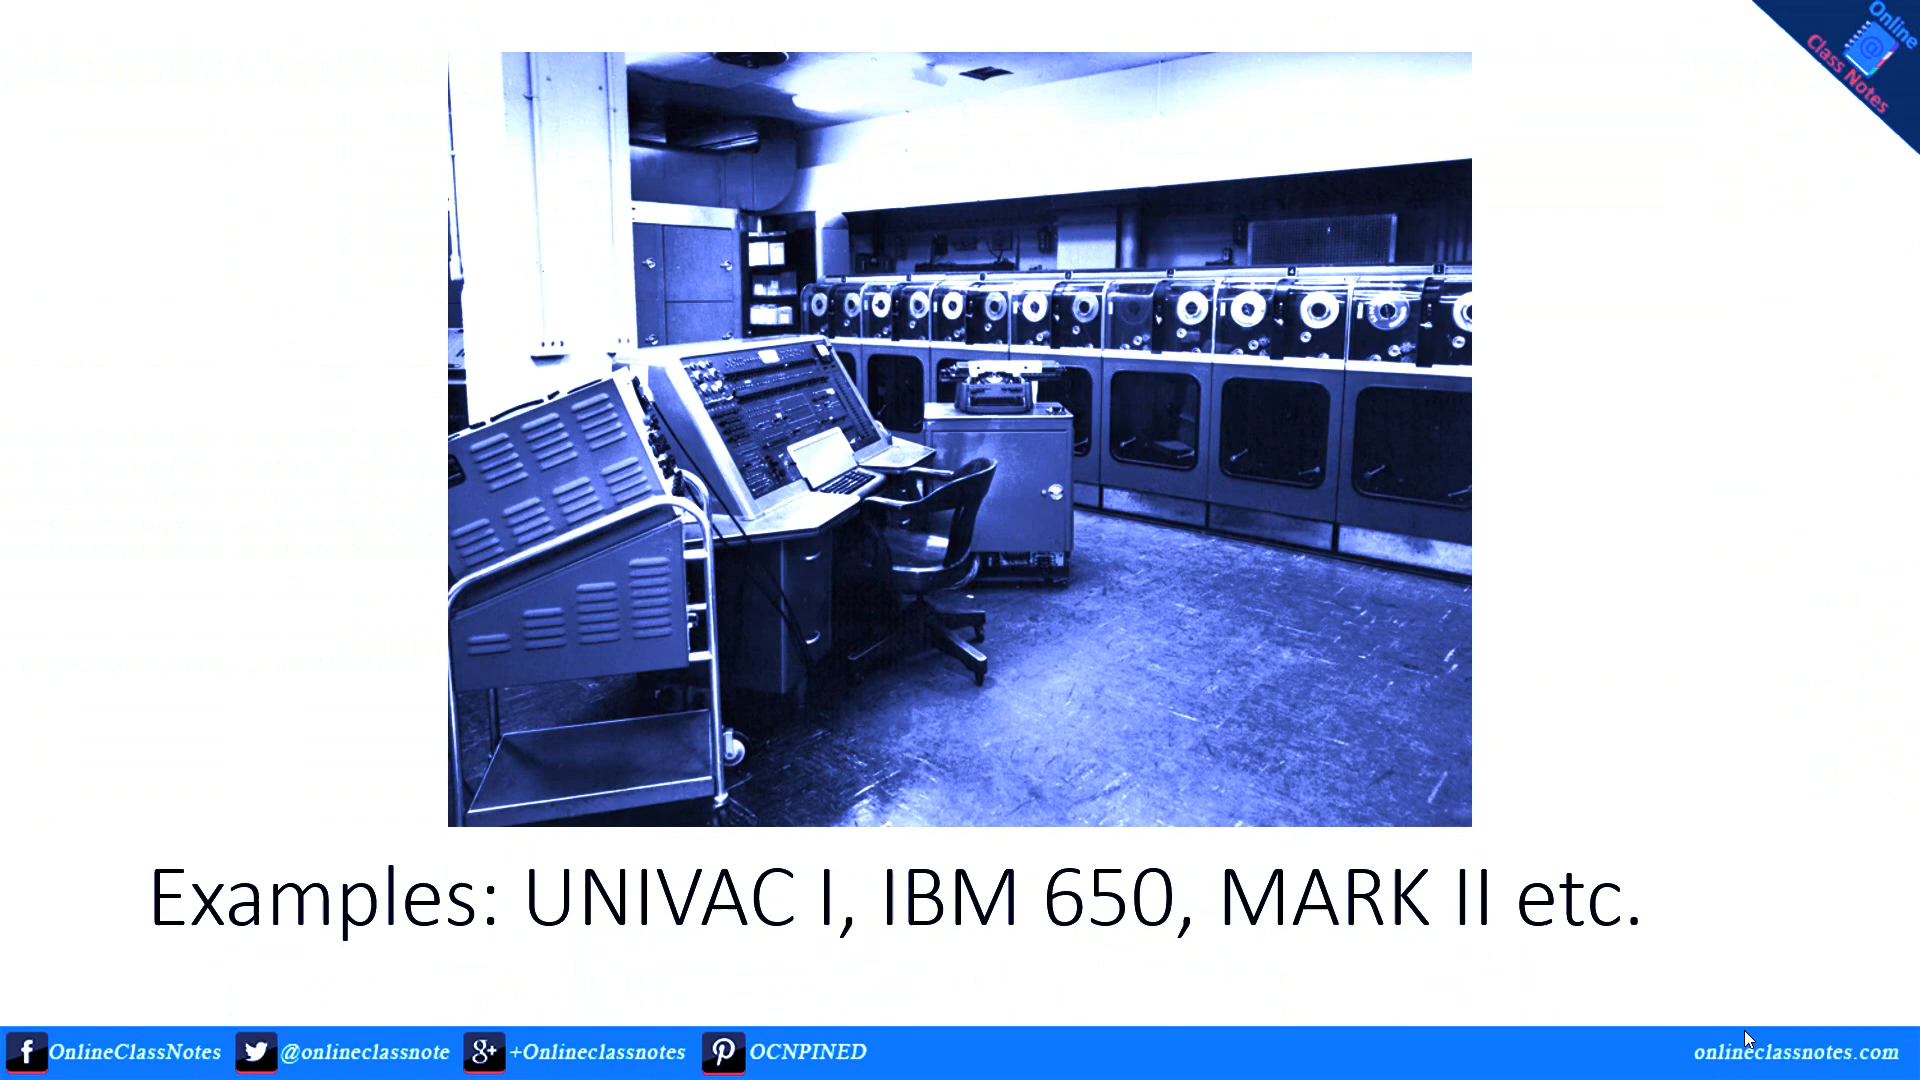 Online
Class Notes
Examples: UNIVAC I, IBM 650, MARK II etc.
OnlineClassNotes @onlineclassnote +Onlineclassnotes OCNPINED onlineclassnotes.com